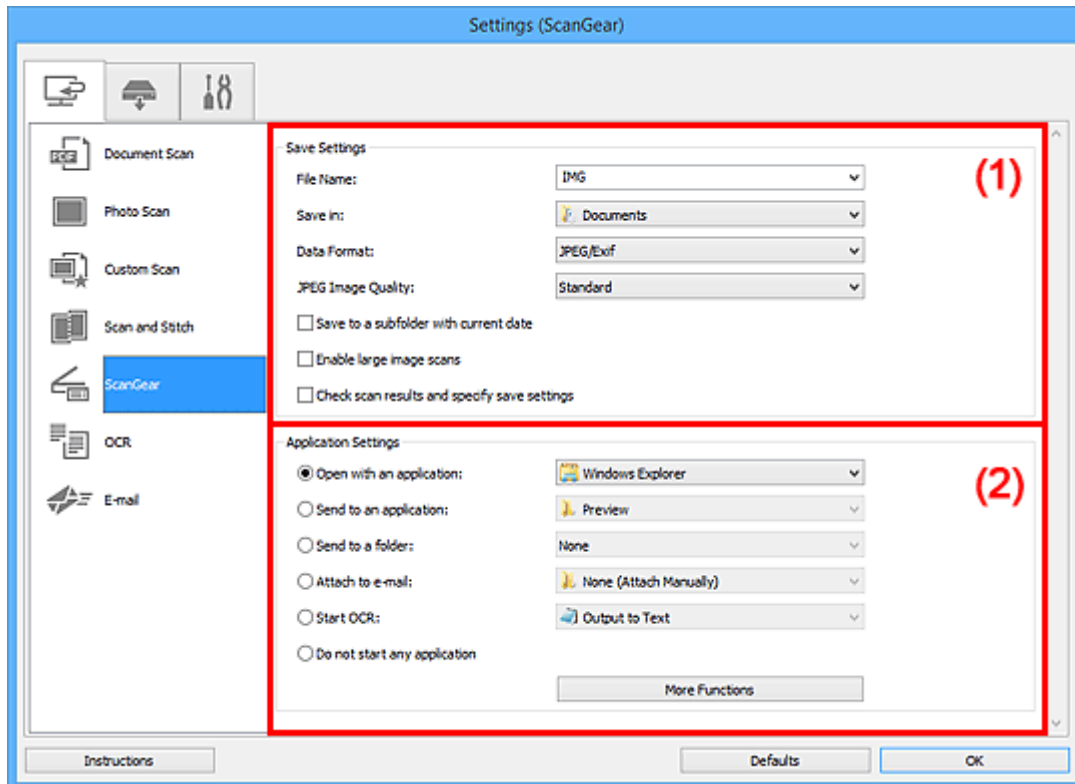 Settings (ScanGear)
Document Scan
Photo Scan
Custom Scan
Scan and Stitch
ScanGear
OCR
E-mail
Save Settings
(1)
File Name: IMG
Save in: Documents
Data Format: JPEG/Exif
JPEG Image Quality: Standard
Save to a subfolder with current date
Enable large image scans
Check scan results and specify save settings
Application Settings
(2)
Open with an application: Windows Explorer
Send to an application: Preview
Send to a folder: None
Attach to e-mail: None (Attach Manually)
Start OCR: Output to Text
Do not start any application
More Functions
Instructions Defaults OK